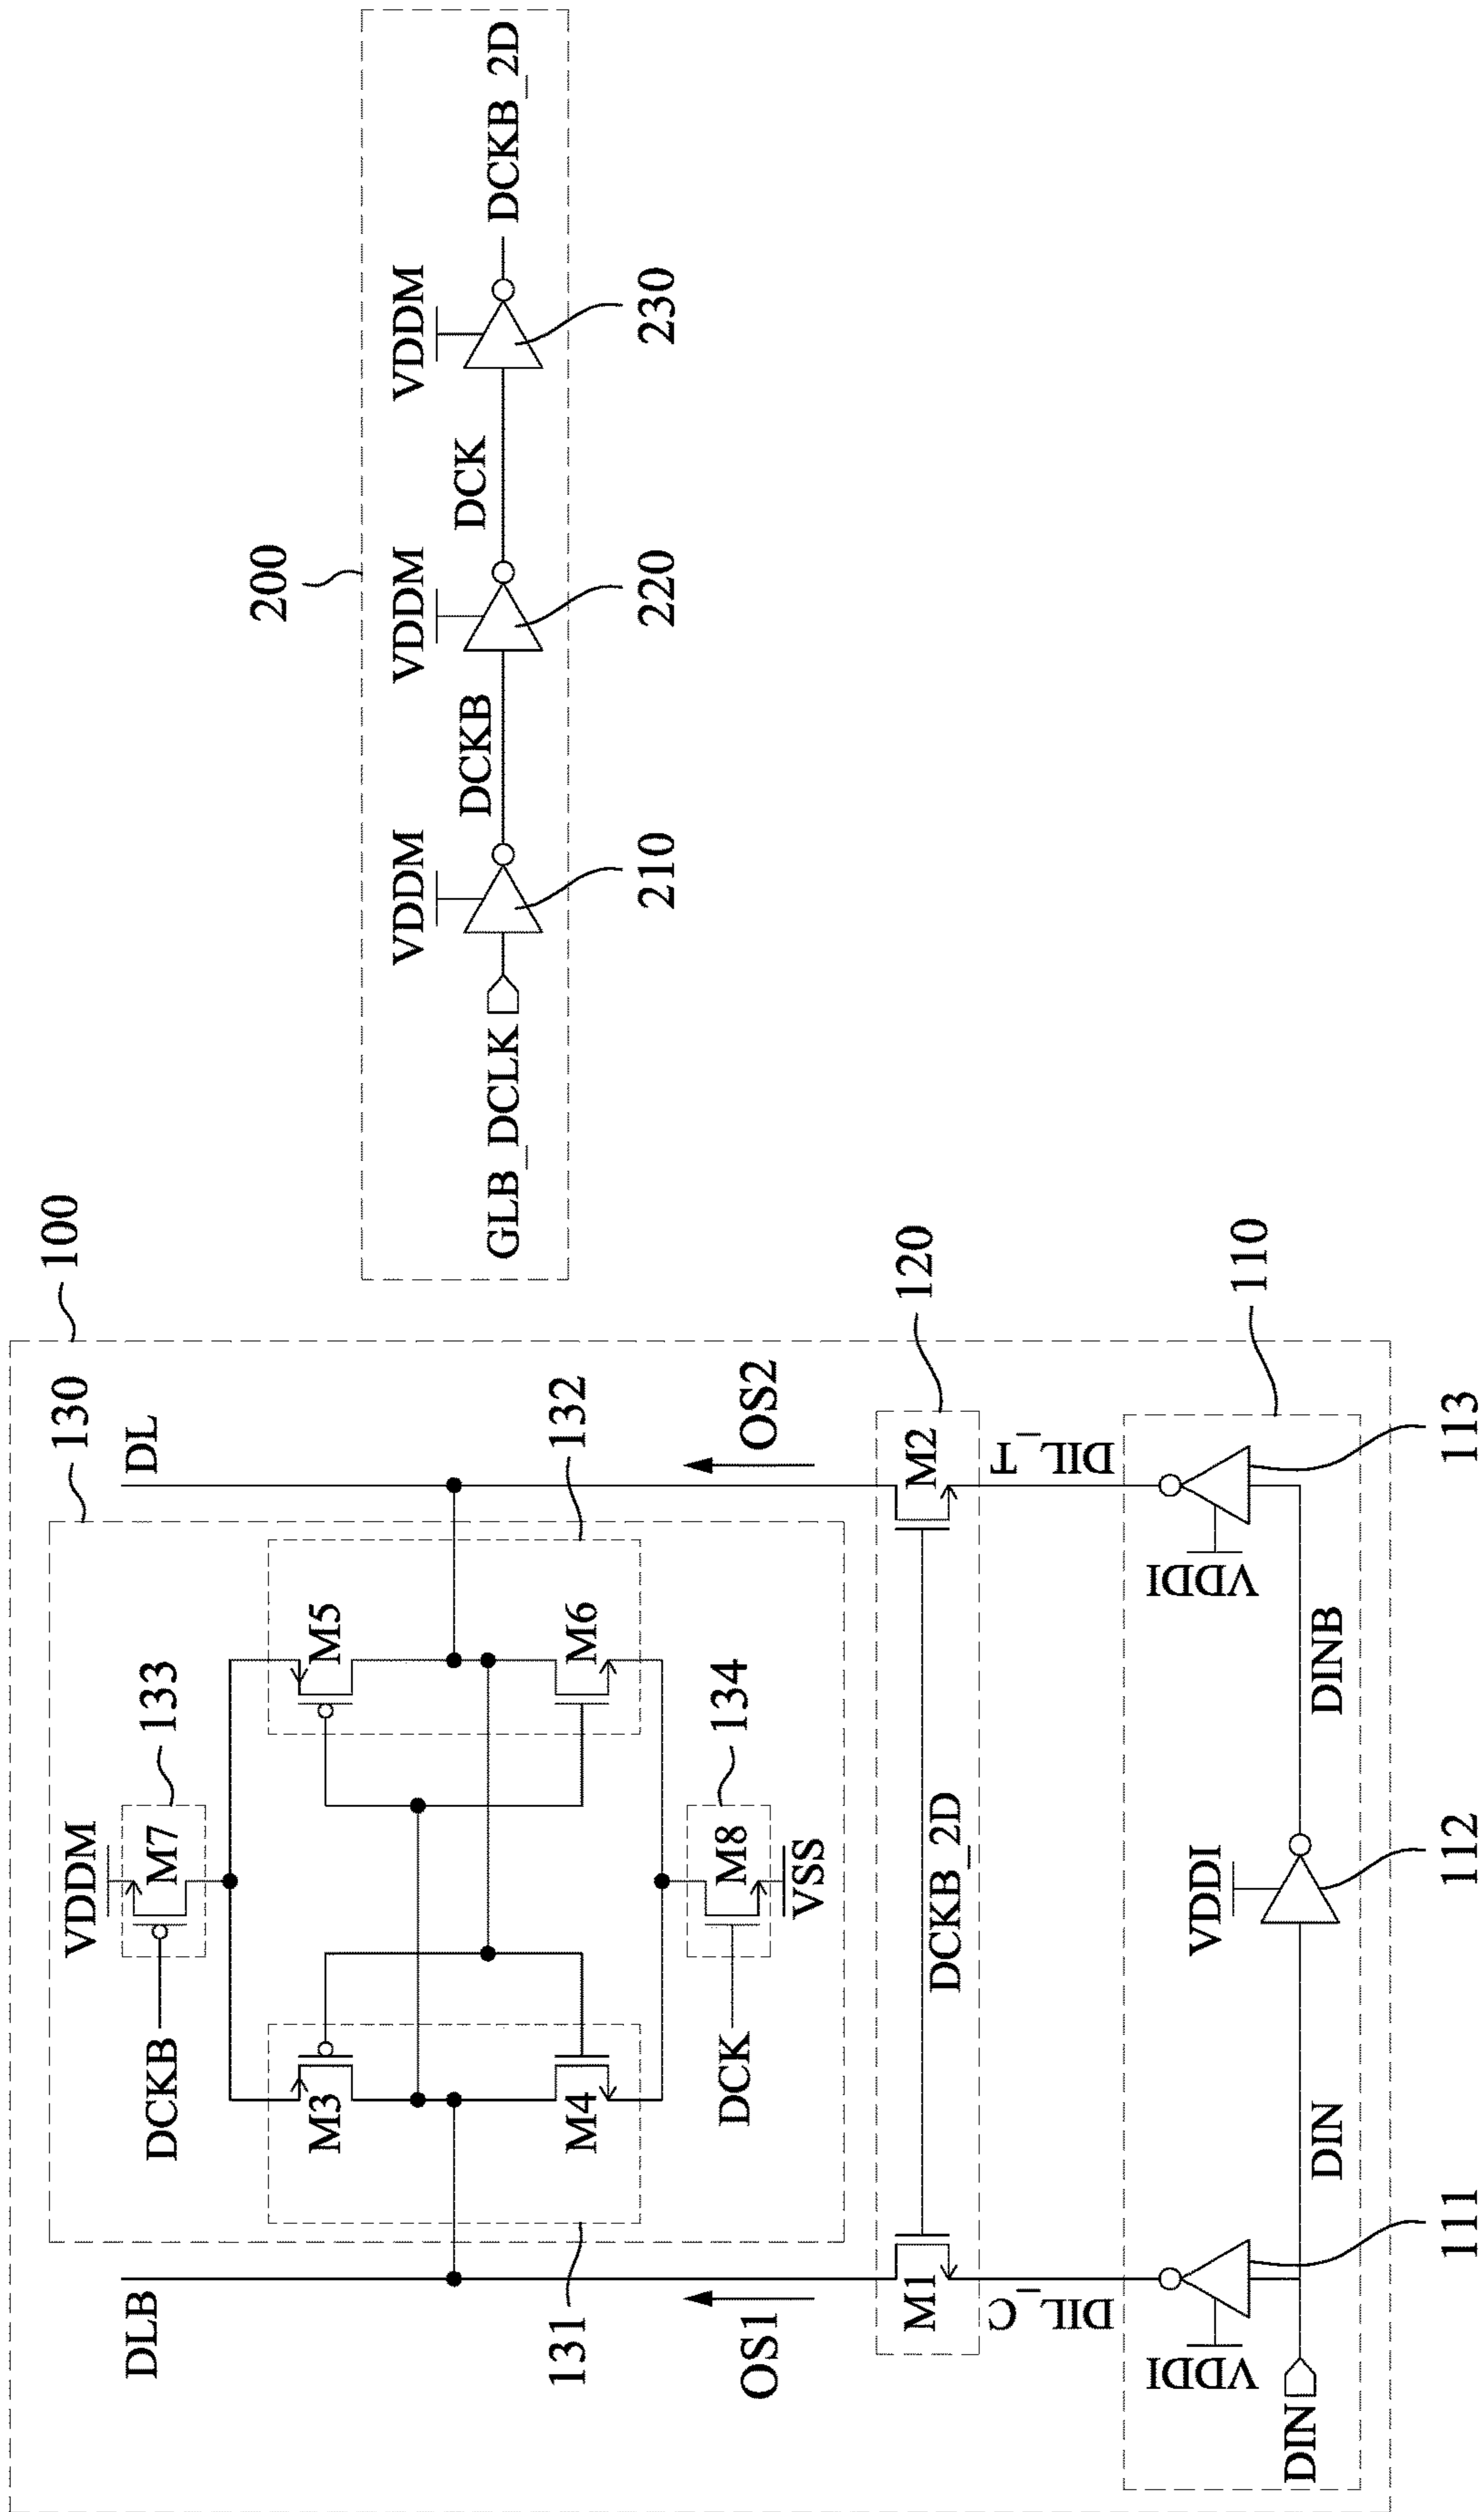 100
130
DLB
DL
VDDM
DCKB
M7
133
M3
M5
M4
M6
131
132
DCK
M8
134
VSS
OS1
OS2
120
M1
M2
DCKB_2D
DIL_C
DIL_T
110
VDDI
VDDI
VDDI
DIN
DIN
DINB
111
112
113
200
VDDM
VDDM
VDDM
GLB_DCLK
DCKB
DCK
DCKB_2D
210
220
230